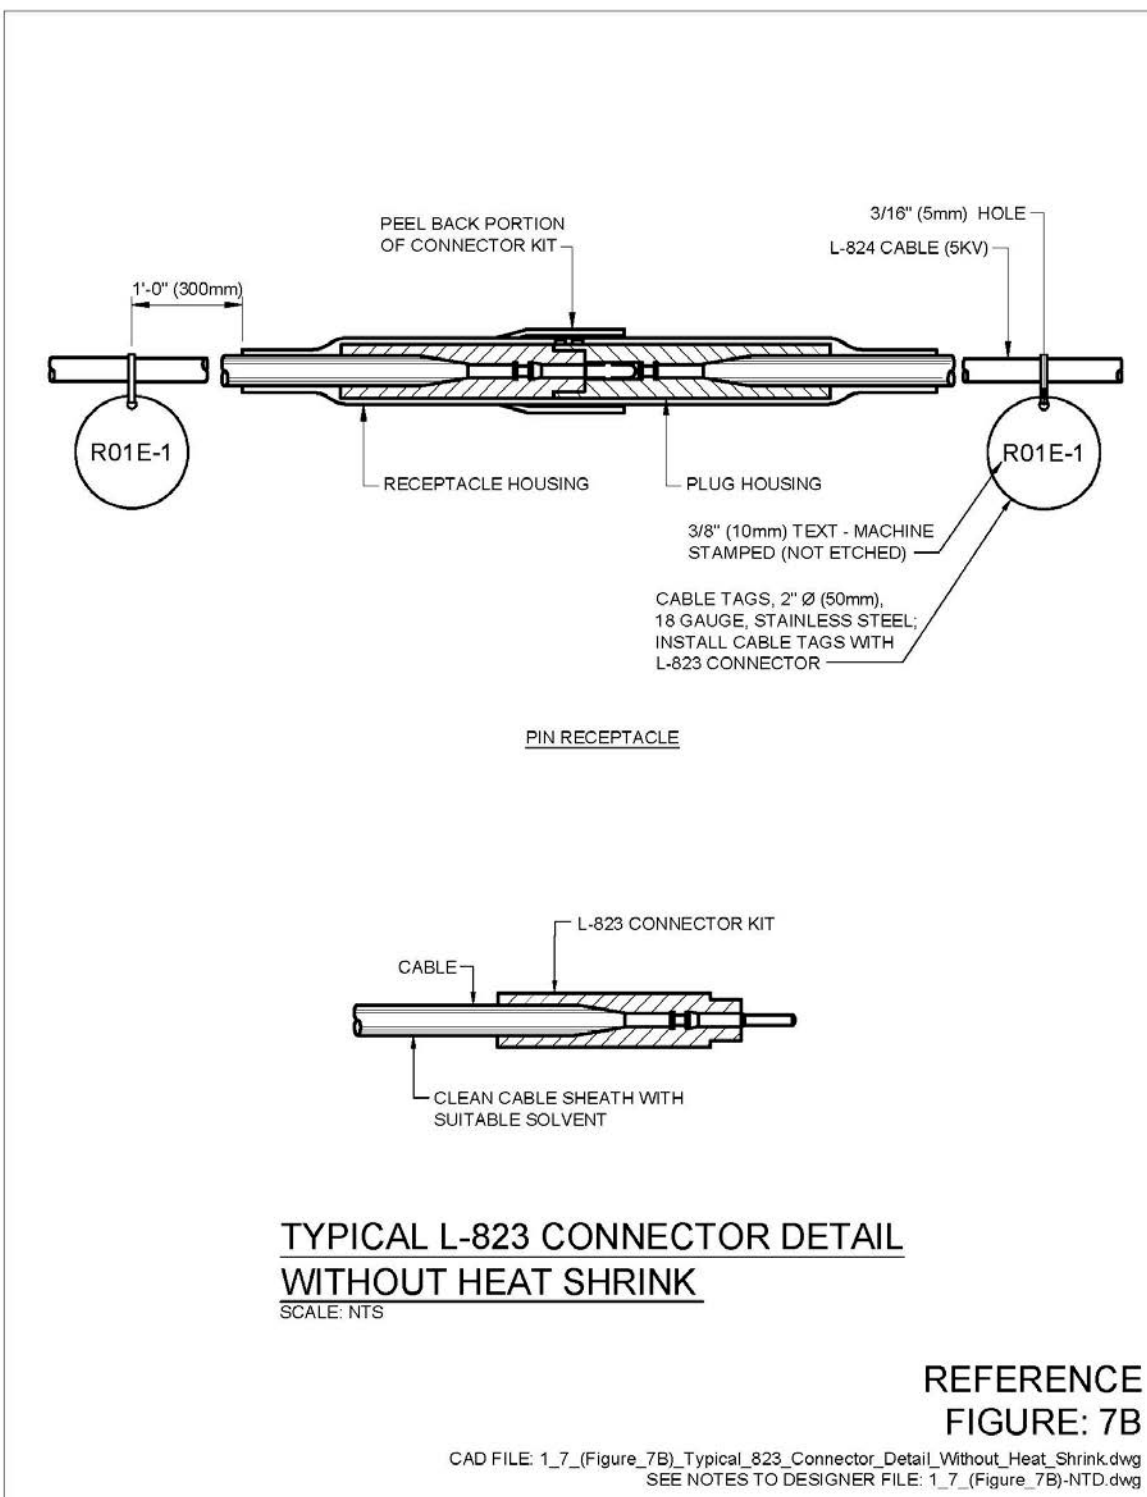 3/16" (5mm) HOLE
PEEL BACK PORTION
OF CONNECTOR KIT
L-824 CABLE (5KV)
1'-0" (300mm)
R01E-1
R01E-1
RECEPTACLE HOUSING
PLUG HOUSING
3/8" (10mm) TEXT - MACHINE
STAMPED (NOT ETCHED)
CABLE TAGS, 2" Ø (50mm),
18 GAUGE, STAINLESS STEEL;
INSTALL CABLE TAGS WITH
L-823 CONNECTOR
PIN RECEPTACLE
L-823 CONNECTOR KIT
CABLE
CLEAN CABLE SHEATH WITH
SUITABLE SOLVENT
TYPICAL L-823 CONNECTOR DETAIL
WITHOUT HEAT SHRINK
SCALE: NTS
REFERENCE
FIGURE: 7B
CAD FILE: 1_7_(Figure_7B)_Typical_823_Connector_Detail_Without_Heat_Shrink.dwg
SEE NOTES TO DESIGNER FILE: 1_7_(Figure_7B)-NTD.dwg